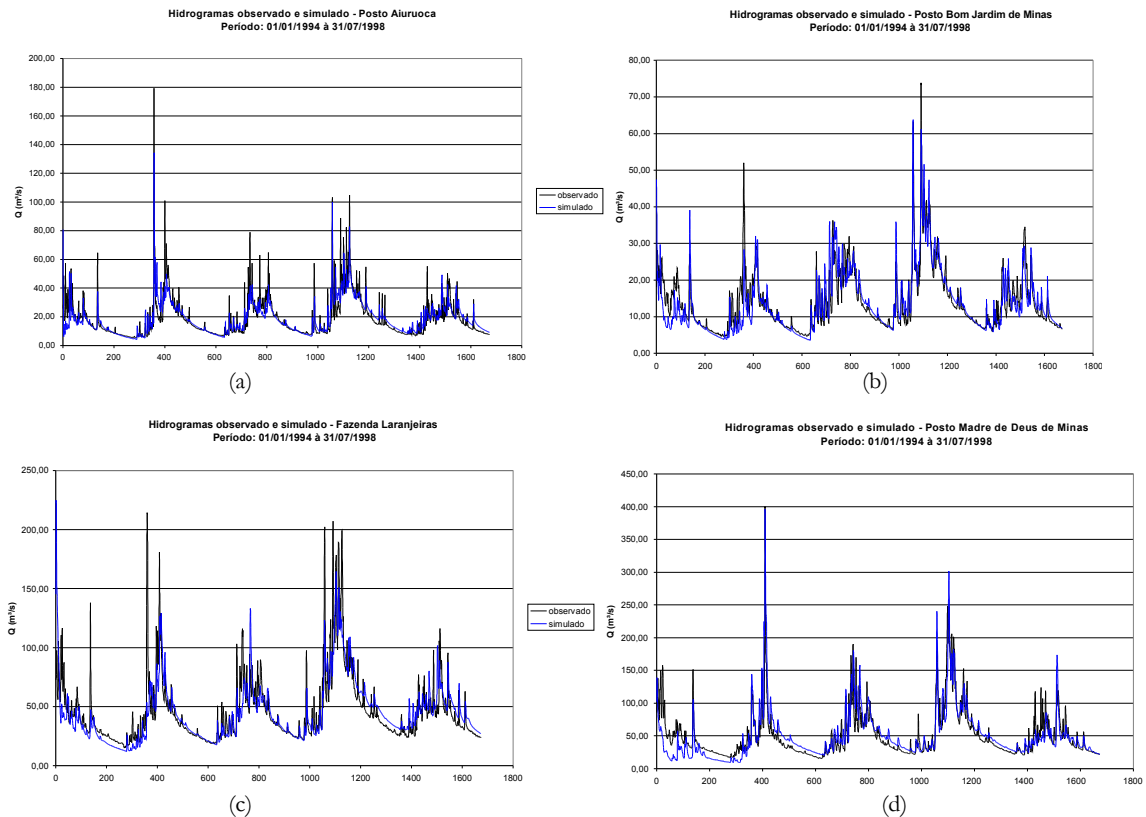 Hidrogramas observado e simulado - Posto Aiuruoca
Período: 01/01/1994 à 31/07/1998
Q (m³/s)
200,00
180,00
160,00
140,00
120,00
100,00
80,00
60,00
40,00
20,00
0,00
0 200 400 600 800 1000 1200 1400 1600 1800
observado
simulado
(a)
Hidrogramas observado e simulado - Posto Bom Jardim de Minas
Período: 01/01/1994 à 31/07/1998
Q (m³/s)
80,00
70,00
60,00
50,00
40,00
30,00
20,00
10,00
0,00
0 200 400 600 800 1000 1200 1400 1600 1800
(b)
Hidrogramas observado e simulado - Fazenda Laranjeiras
Período: 01/01/1994 à 31/07/1998
Q (m³/s)
250,00
200,00
150,00
100,00
50,00
0,00
0 200 400 600 800 1000 1200 1400 1600 1800
observado
simulado
(c)
Hidrogramas observado e simulado - Posto Madre de Deus de Minas
Período: 01/01/1994 à 31/07/1998
Q (m³/s)
450,00
400,00
350,00
300,00
250,00
200,00
150,00
100,00
50,00
0,00
0 200 400 600 800 1000 1200 1400 1600 1800
(d)